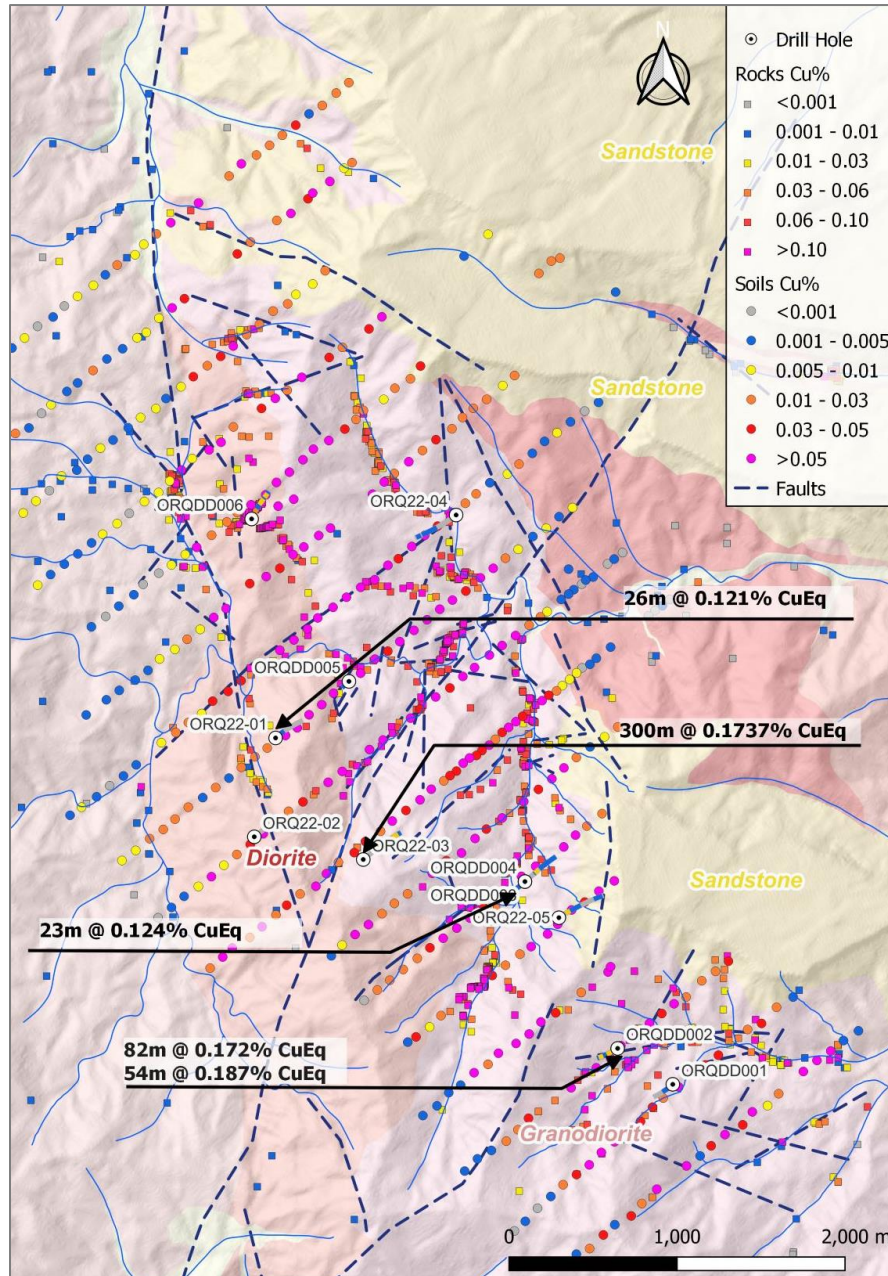 N
Drill Hole
Rocks Cu%
<0.001
0.001 - 0.01
0.01 - 0.03
0.03 - 0.06
0.06 - 0.10
>0.10
Soils Cu%
<0.001
0.001 - 0.005
0.005 - 0.01
0.01 - 0.03
0.03 - 0.05
>0.05
Faults
Sandstone
Sandstone
ORQDD006
ORQ22-04
26m @ 0.121% CuEq
ORQDD005
ORQ22-01
300m @ 0.1737% CuEq
ORQ22-02
Diorite
ORQ22-03
ORQDD004
Sandstone
ORQ22-05
23m @ 0.124% CuEq
ORQDD002
82m @ 0.172% CuEq
54m @ 0.187% CuEq
ORQDD001
Granodiorite
0
1,000
2,000 m